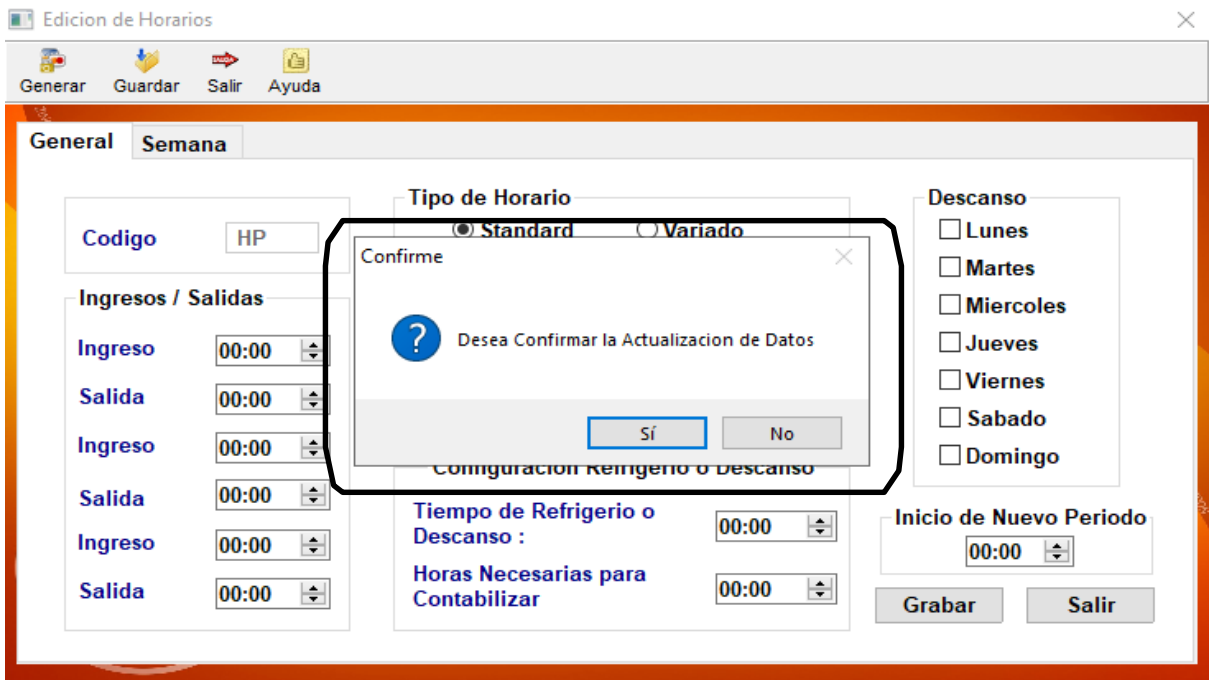 Edicion de Horarios
Generar Guardar Salir Ayuda
SALIDA
General Semana
Codigo HP
Tipo de Horario
Standard Variado
Ingresos / Salidas
Ingreso 00:00
Salida 00:00
Ingreso 00:00
Salida 00:00
Ingreso 00:00
Salida 00:00
Confirme
? Desea Confirmar la Actualizacion de Datos
Sí No
Configuracion Refrigerio o Descanso
Tiempo de Refrigerio o
Descanso : 00:00
Horas Necesarias para
Contabilizar 00:00
Descanso
Lunes
Martes
Miercoles
Jueves
Viernes
Sabado
Domingo
Inicio de Nuevo Periodo
00:00
Grabar Salir